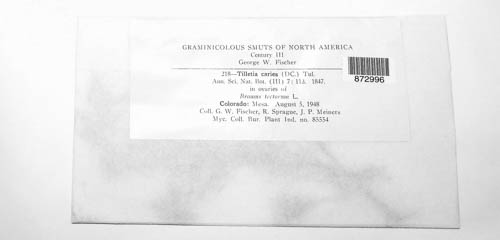 GRAMINICOLOUS SMUTS OF NORTH AMERICA
Century III
George W. Fischer
218—Tilletia caries (DC.) Tul.
Ann. Sci. Nat. Bot. (III) 7: 113. 1847.
in ovaries of
Bromus tectorum L.
Colorado: Mesa. August 5, 1948
Coll. G. W. Fischer, R. Sprague, J. P. Meiners
Myc. Coll. Bur. Plant Ind. no. 83554
872996